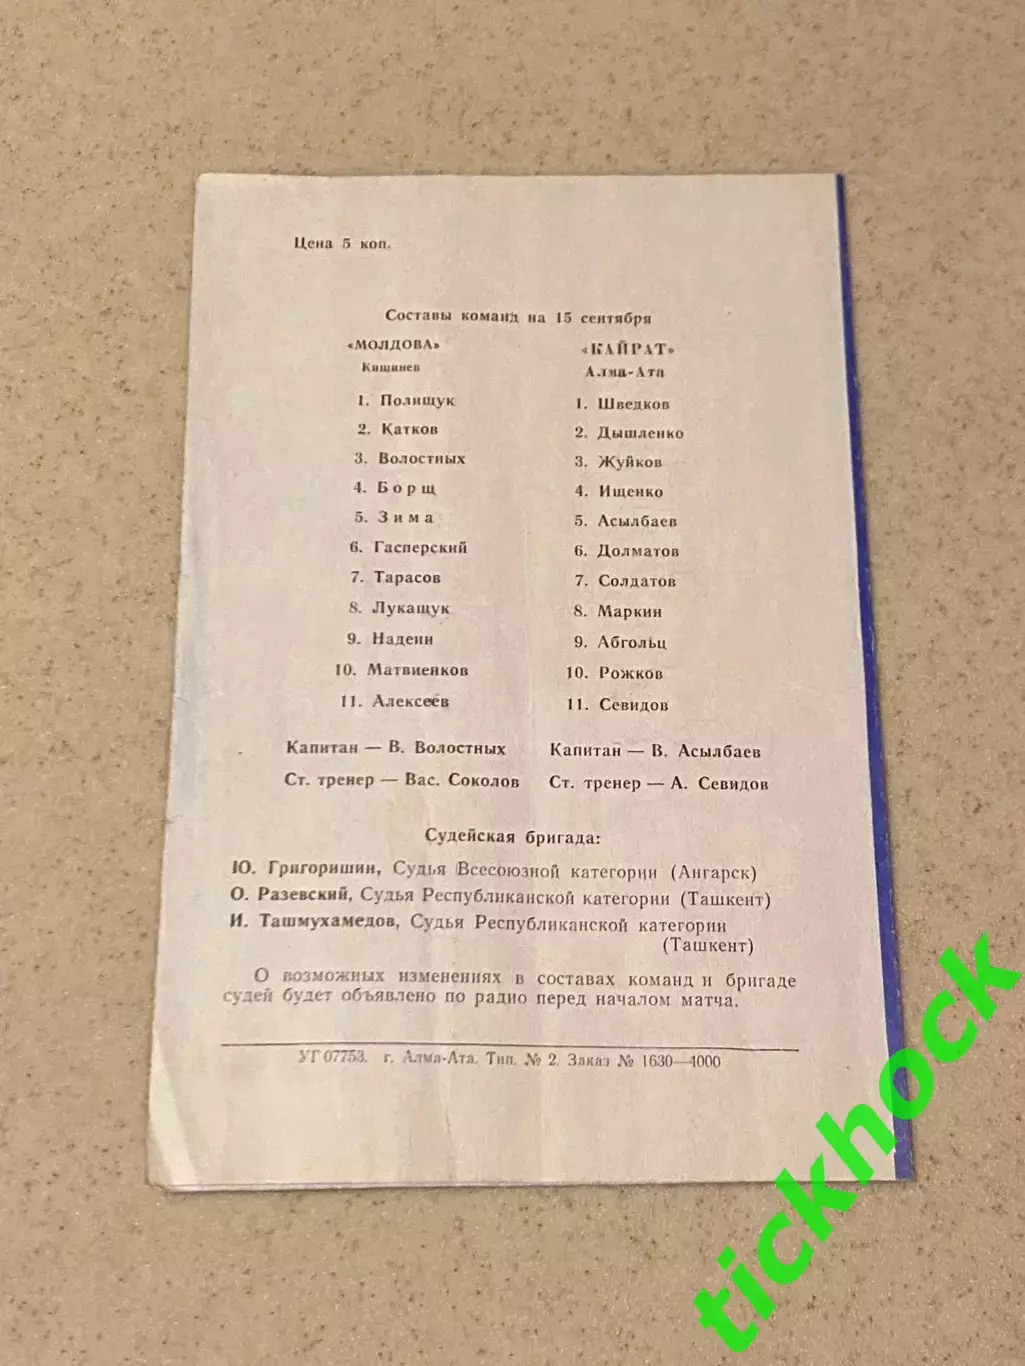 Цена 5 коп.
Составы команд на 15 сентября
«МОЛДОВА»
Кишинев
1. Полищук
2. Катков
3. Волостных
4. Борщ
5. Зима
6. Гасперский
7. Тарасов
8. Лукащук
9. Надеин
10. Матвиенков
11. Алексеев
Капитан — В. Волостных
Ст. тренер — Вас. Соколов
«КАЙРАТ»
Алма-Ата
1. Шведков
2. Дышленко
3. Жуйков
4. Ищенко
5. Асылбаев
6. Долматов
7. Солдатов
8. Маркин
9. Абгольц
10. Рожков
11. Севидов
Капитан — В. Асылбаев
Ст. тренер — А. Севидов
Судейская бригада:
Ю. Григоришин, Судья Всесоюзной категории (Ангарск)
О. Разевский, Судья Республиканской категории (Ташкент)
И. Ташмухамедов, Судья Республиканской категории
(Ташкент)
О возможных изменениях в составах команд и бригаде
судей будет объявлено по радио перед началом матча.
УГ 07753. г. Алма-Ата. Тип. № 2. Заказ № 1630—4000
tickhock